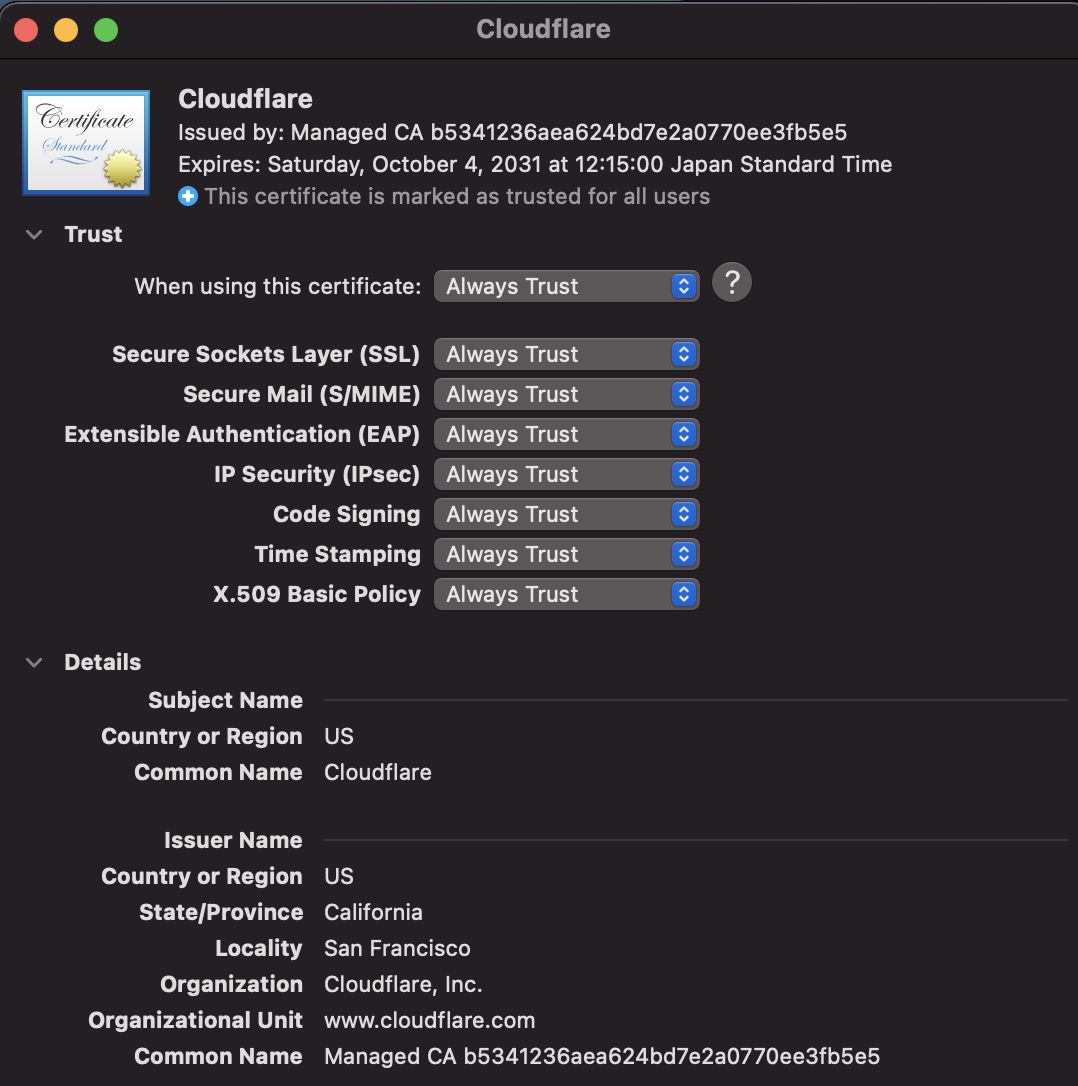 Cloudflare
Certificate
Standard
Cloudflare
Issued by: Managed CA b5341236aea624bd7e2a0770ee3fb5e5
Expires: Saturday, October 4, 2031 at 12:15:00 Japan Standard Time
This certificate is marked as trusted for all users
Trust
When using this certificate: Always Trust ?
Secure Sockets Layer (SSL) Always Trust
Secure Mail (S/MIME) Always Trust
Extensible Authentication (EAP) Always Trust
IP Security (IPsec) Always Trust
Code Signing Always Trust
Time Stamping Always Trust
X.509 Basic Policy Always Trust
Details
Subject Name
Country or Region US
Common Name Cloudflare
Issuer Name
Country or Region US
State/Province California
Locality San Francisco
Organization Cloudflare, Inc.
Organizational Unit www.cloudflare.com
Common Name Managed CA b5341236aea624bd7e2a0770ee3fb5e5